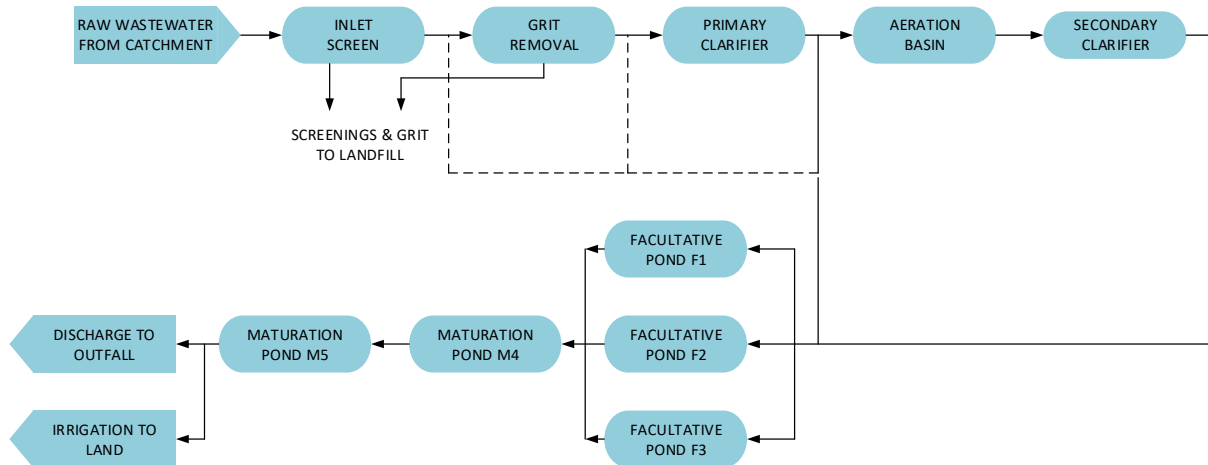 RAW WASTEWATER
FROM CATCHMENT
INLET
SCREEN
GRIT
REMOVAL
PRIMARY
CLARIFIER
AERATION
BASIN
SECONDARY
CLARIFIER
SCREENINGS & GRIT
TO LANDFILL
FACULTATIVE
POND F1
DISCHARGE TO
OUTFALL
MATURATION
POND M5
MATURATION
POND M4
FACULTATIVE
POND F2
IRRIGATION TO
LAND
FACULTATIVE
POND F3